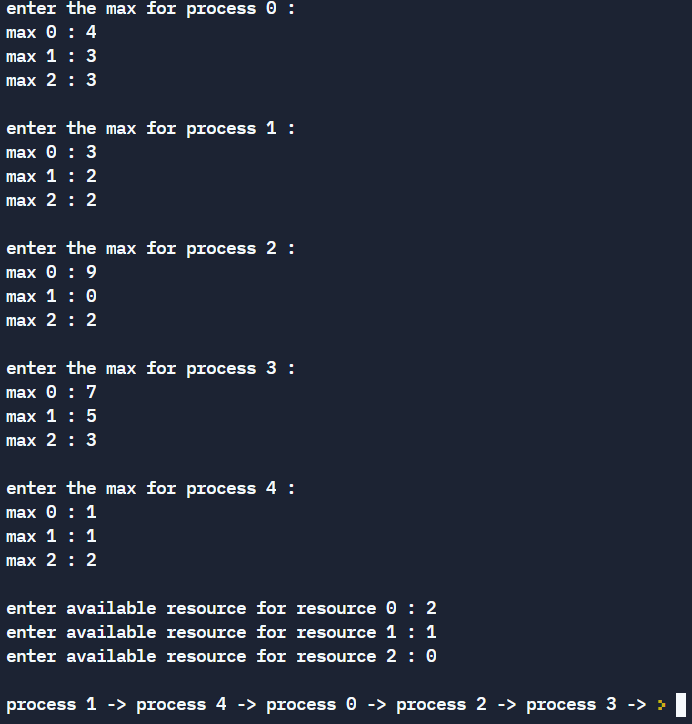 enter the max for process 0 :
max 0 : 4
max 1 : 3
max 2 : 3
enter the max for process 1 :
max 0 : 3
max 1 : 2
max 2 : 2
enter the max for process 2 :
max 0 : 9
max 1 : 0
max 2 : 2
enter the max for process 3 :
max 0 : 7
max 1 : 5
max 2 : 3
enter the max for process 4 :
max 0 : 1
max 1 : 1
max 2 : 2
enter available resource for resource 0 : 2
enter available resource for resource 1 : 1
enter available resource for resource 2 : 0
process 1 -> process 4 -> process 0 -> process 2 -> process 3 -> >